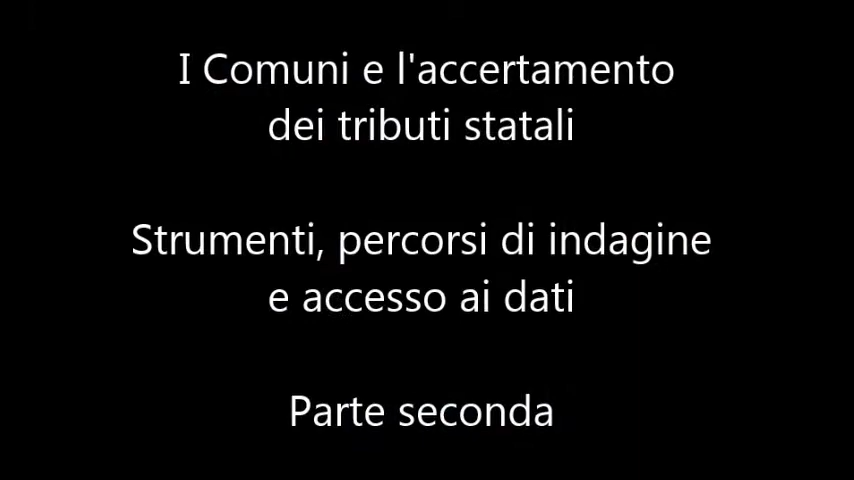 I Comuni e l'accertamento
dei tributi statali
Strumenti, percorsi di indagine
e accesso ai dati
Parte seconda